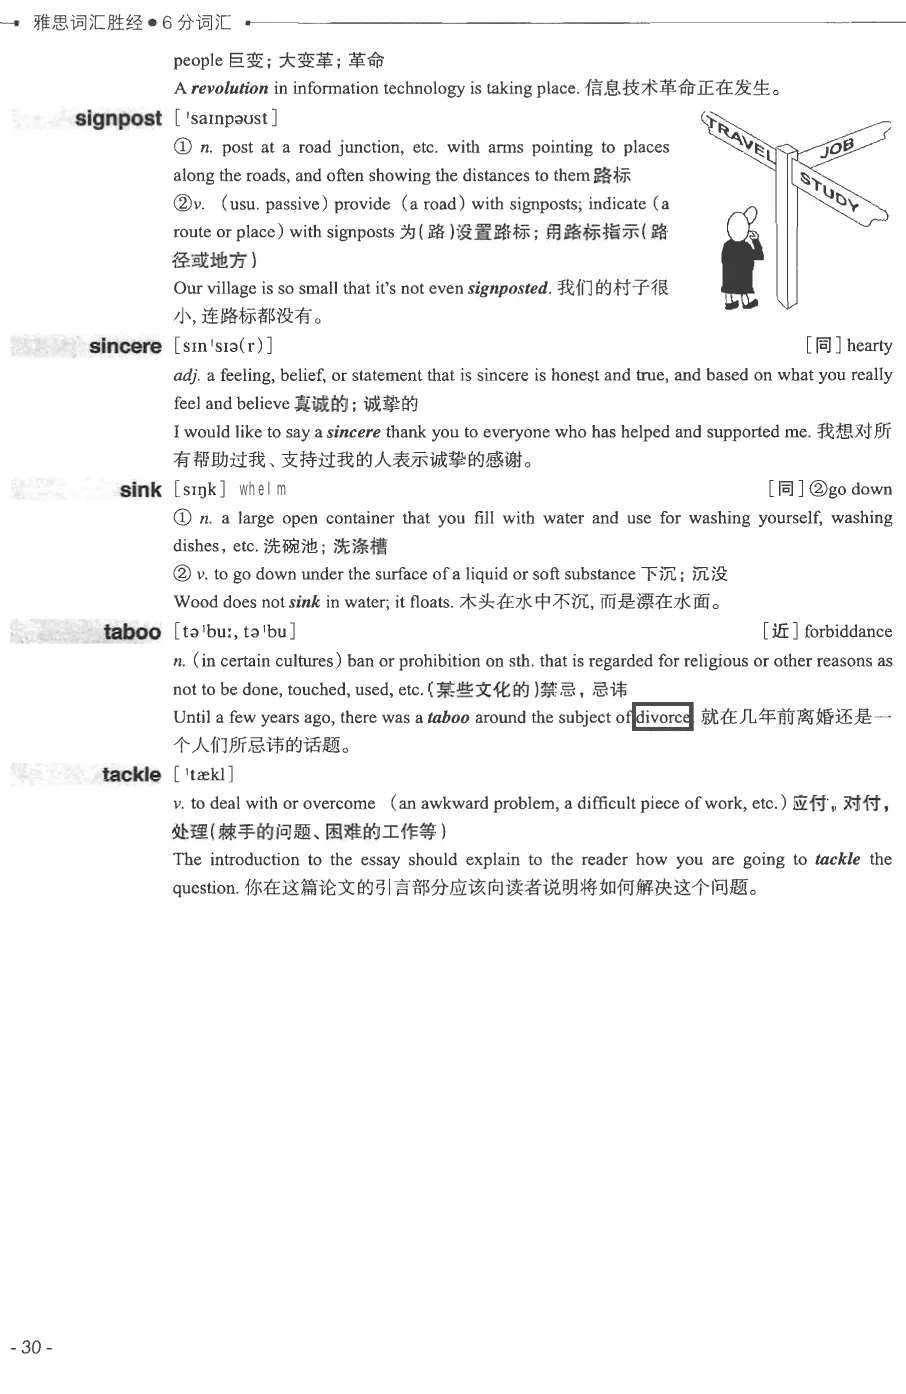 雅思词汇胜经●6分词汇
people 巨变；大变革；革命
A revolution in information technology is taking place. 信息技术革命正在发生。
signpost [ˈsaɪnpəʊst]
① n. post at a road junction, etc. with arms pointing to places
along the roads, and often showing the distances to them 路标
②v. (usu. passive) provide (a road) with signposts; indicate (a
route or place) with signposts 为(路)设置路标；用路标指示(路
径或地方)
Our village is so small that it's not even signposted. 我们的村子很
小, 连路标都没有。
TRAVEL
JOB
STUDY
sincere [sɪnˈsɪə(r)] [同] hearty
adj. a feeling, belief, or statement that is sincere is honest and true, and based on what you really
feel and believe 真诚的；诚挚的
I would like to say a sincere thank you to everyone who has helped and supported me. 我想对所
有帮助过我、支持过我的人表示诚挚的感谢。
sink [sɪŋk] whelm [同] ②go down
① n. a large open container that you fill with water and use for washing yourself, washing
dishes, etc. 洗碗池；洗涤槽
② v. to go down under the surface of a liquid or soft substance 下沉；沉没
Wood does not sink in water; it floats. 木头在水中不沉, 而是漂在水面。
taboo [təˈbuː, təˈbu] [近] forbiddance
n. (in certain cultures) ban or prohibition on sth. that is regarded for religious or other reasons as
not to be done, touched, used, etc. (某些文化的)禁忌, 忌讳
Until a few years ago, there was a taboo around the subject of divorce. 就在几年前离婚还是一
个人们所忌讳的话题。
tackle [ˈtækl]
v. to deal with or overcome (an awkward problem, a difficult piece of work, etc.) 应付, 对付,
处理(棘手的问题、困难的工作等)
The introduction to the essay should explain to the reader how you are going to tackle the
question. 你在这篇论文的引言部分应该向读者说明将如何解决这个问题。
- 30 -